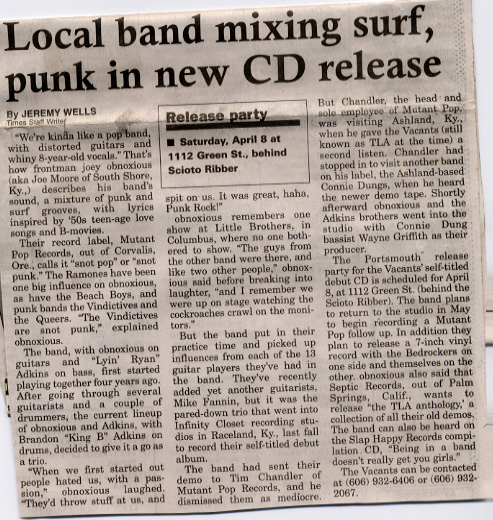 Local band mixing surf,
punk in new CD release
By JEREMY WELLS
Times Staff Writer
"We're kinda like a pop band,
with distorted guitars and
whiny 8-year-old vocals." That's
how frontman joey obnoxious
(aka Joe Moore of South Shore,
Ky.,) describes his band's
sound, a mixture of punk and
surf grooves, with lyrics
inspired by '50s teen-age love
songs and B-movies.
Their record label, Mutant
Pop Records, out of Corvalis,
Ore., calls it "snot pop" or "snot
punk." The Ramones have been
one big influence on obnoxious,
as have the Beach Boys, and
punk bands the Vindictives and
the Queers. "The Vindictives
are snot punk," explained
obnoxious.
The band, with obnoxious on
guitars and "Lyin' Ryan"
Adkins on bass, first started
playing together four years ago.
After going through several
guitarists and a couple of
drummers, the current lineup
of obnoxious and Adkins, with
Brandon "King B" Adkins on
drums, decided to give it a go as
a trio.
"When we first started out
people hated us, with a pas-
sion," obnoxious laughed.
"They'd throw stuff at us, and
Release party
■ Saturday, April 8 at
1112 Green St., behind
Scioto Ribber
spit on us. It was great, haha,
Punk Rock!"
obnoxious remembers one
show at Little Brothers, in
Columbus, where no one both-
ered to show. "The guys from
the other band were there, and
like two other people," obnox-
ious said before breaking into
laughter, "and I remember we
were up on stage watching the
cockroaches crawl on the moni-
tors."
But the band put in their
practice time and picked up
influences from each of the 13
guitar players they've had in
the band. They've recently
added yet another guitarist,
Mike Fannin, but it was the
pared-down trio that went into
Infinity Closet recording stu-
dios in Raceland, Ky., last fall
to record their self-titled debut
album.
The band had sent their
demo to Tim Chandler of
Mutant Pop Records, and he
dismissed them as mediocre.
But Chandler, the head and
sole employee of Mutant Pop,
was visiting Ashland, Ky.,
when he gave the Vacants (still
known as TLA at the time) a
second listen. Chandler had
stopped in to visit another band
on his label, the Ashland-based
Connie Dungs, when he heard
the newer demo tape. Shortly
afterward obnoxious and the
Adkins brothers went into the
studio with Connie Dung
bassist Wayne Griffith as their
producer.
The Portsmouth release
party for the Vacants' self-titled
debut CD is scheduled for April
8, at 1112 Green St. (behind the
Scioto Ribber). The band plans
to return to the studio in May
to begin recording a Mutant
Pop follow up. In addition they
plan to release a 7-inch vinyl
record with the Bedrockers on
one side and themselves on the
other. obnoxious also said that
Septic Records, out of Palm
Springs, Calif., wants to
release "the TLA anthology," a
collection of all their old demos.
The band can also be heard on
the Slap Happy Records compi-
lation CD, "Being in a band
doesn't really get you girls."
The Vacants can be contacted
at (606) 932-6406 or (606) 932-
2067.